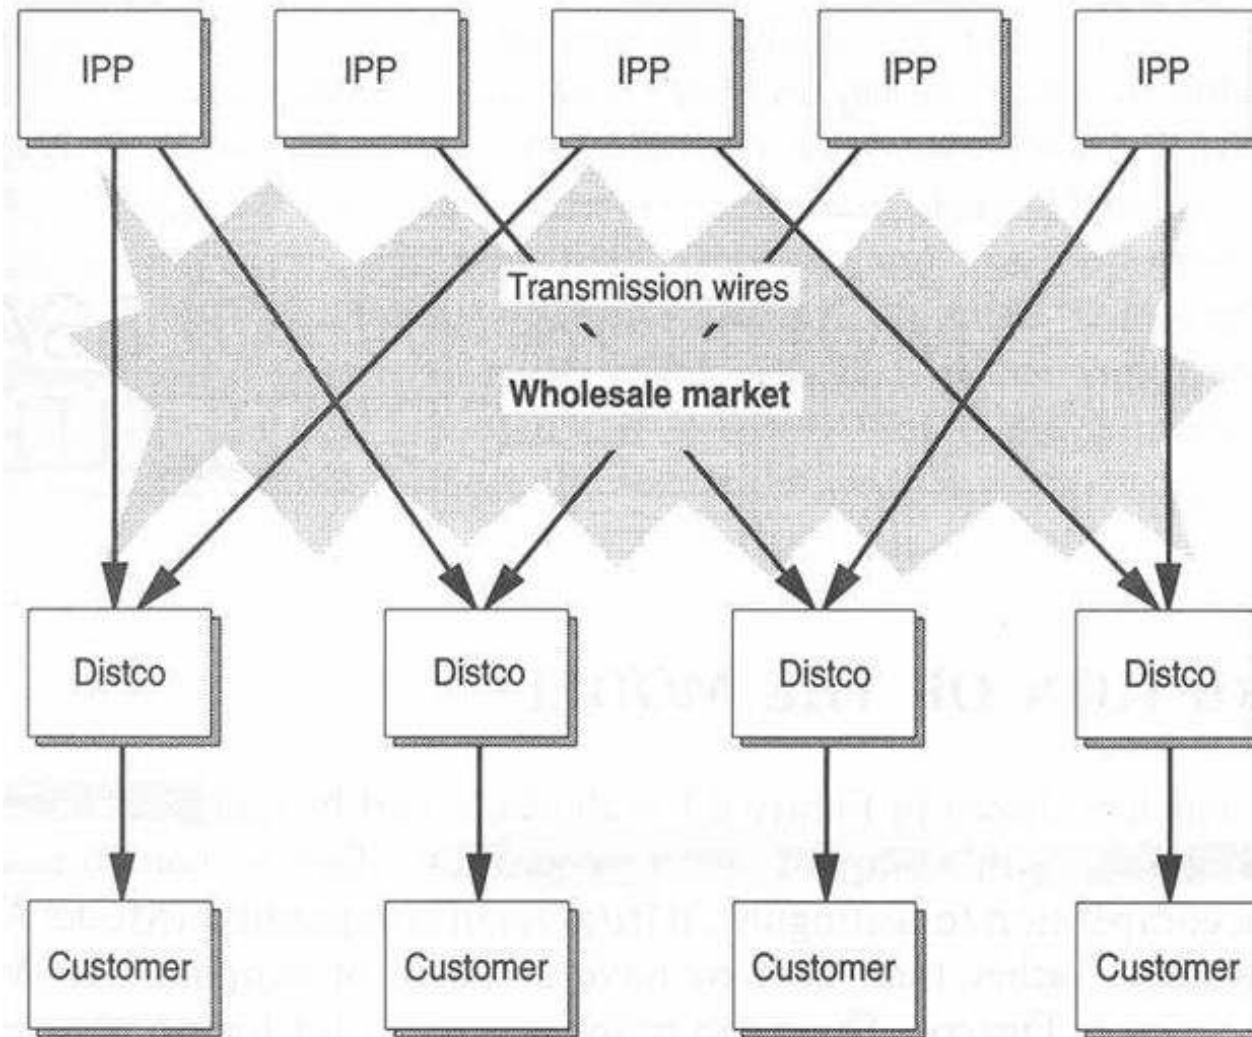 IPP IPP IPP IPP IPP
Transmission wires
Wholesale market
Distco Distco Distco Distco
Customer Customer Customer Customer